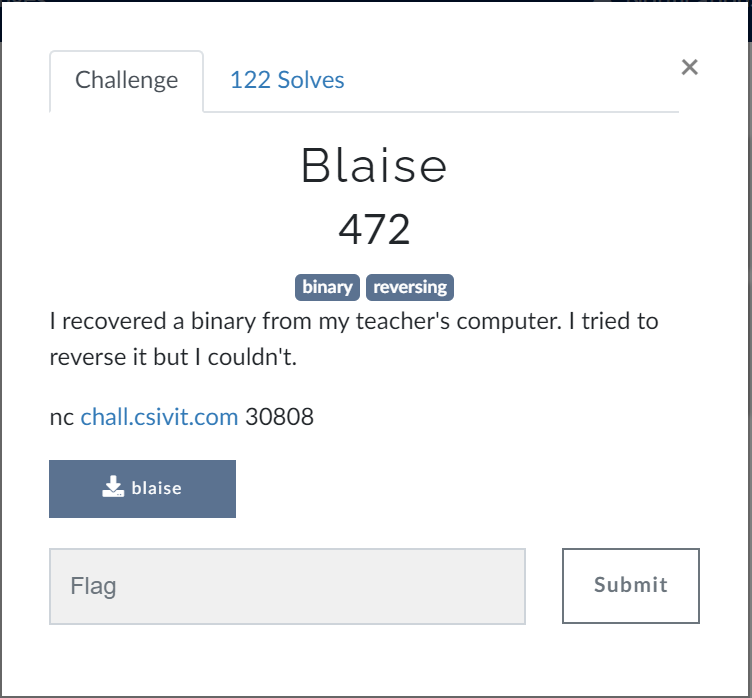 Challenge
122 Solves
×
Blaise
472
binary reversing
I recovered a binary from my teacher's computer. I tried to
reverse it but I couldn't.
nc chall.csivit.com 30808
blaise
Flag
Submit